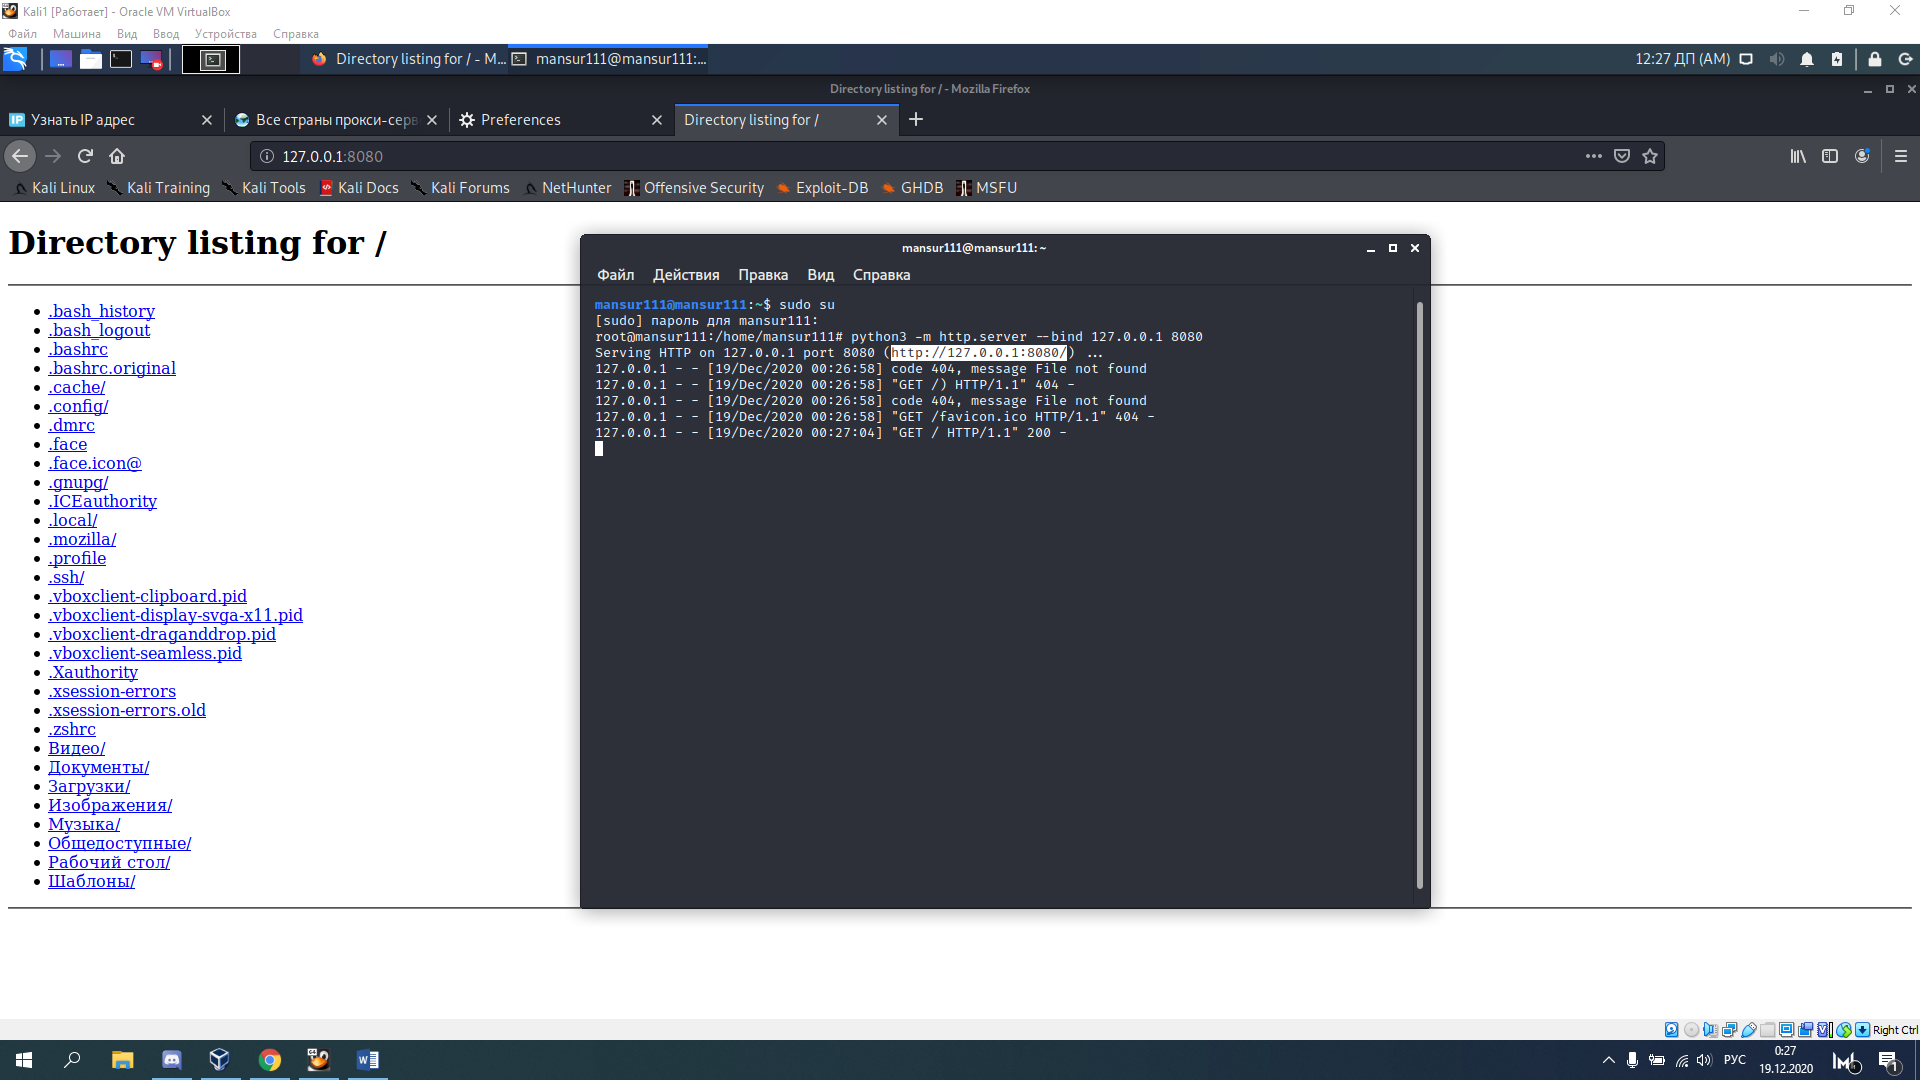 Kali1 [Работает] - Oracle VM VirtualBox
Файл Машина Вид Ввод Устройства Справка
Directory listing for / - M... mansur111@mansur111:... 12:27 ДП (AM)
Directory listing for / - Mozilla Firefox
IP Узнать IP адрес Все страны прокси-серв Preferences Directory listing for /
127.0.0.1:8080
Kali Linux Kali Training Kali Tools Kali Docs Kali Forums NetHunter Offensive Security Exploit-DB GHDB MSFU
Directory listing for /
.bash_history
.bash_logout
.bashrc
.bashrc.original
.cache/
.config/
.dmrc
.face
.face.icon@
.gnupg/
.ICEauthority
.local/
.mozilla/
.profile
.ssh/
.vboxclient-clipboard.pid
.vboxclient-display-svga-x11.pid
.vboxclient-draganddrop.pid
.vboxclient-seamless.pid
.Xauthority
.xsession-errors
.xsession-errors.old
.zshrc
Видео/
Документы/
Загрузки/
Изображения/
Музыка/
Общедоступные/
Рабочий стол/
Шаблоны/
mansur111@mansur111: ~
Файл Действия Правка Вид Справка
mansur111@mansur111:~$ sudo su
[sudo] пароль для mansur111:
root@mansur111:/home/mansur111# python3 -m http.server --bind 127.0.0.1 8080
Serving HTTP on 127.0.0.1 port 8080 (http://127.0.0.1:8080/) ...
127.0.0.1 - - [19/Dec/2020 00:26:58] code 404, message File not found
127.0.0.1 - - [19/Dec/2020 00:26:58] "GET /) HTTP/1.1" 404 -
127.0.0.1 - - [19/Dec/2020 00:26:58] code 404, message File not found
127.0.0.1 - - [19/Dec/2020 00:26:58] "GET /favicon.ico HTTP/1.1" 404 -
127.0.0.1 - - [19/Dec/2020 00:27:04] "GET / HTTP/1.1" 200 -
Right Ctrl
РУС 0:27
19.12.2020